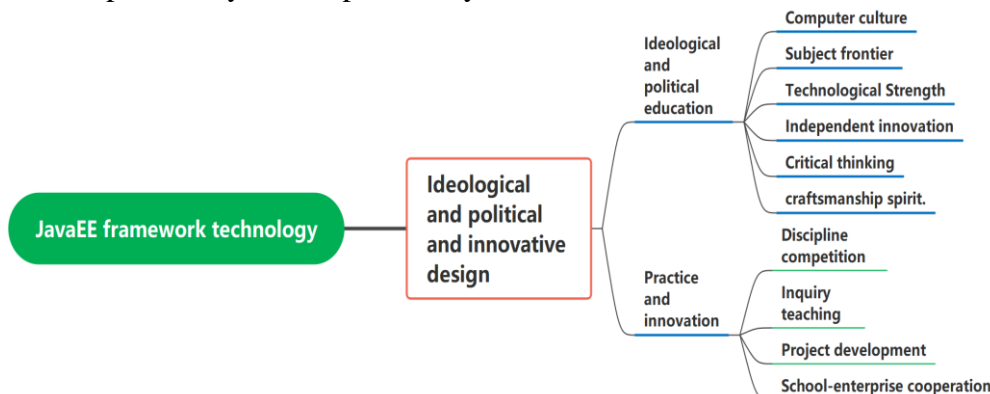 JavaEE framework technology
Ideological
and political
and innovative
design
Ideological
and
political
education
Computer culture
Subject frontier
Technological Strength
Independent innovation
Critical thinking
craftsmanship spirit.
Practice
and
innovation
Discipline
competition
Inquiry
teaching
Project development
School-enterprise cooperation